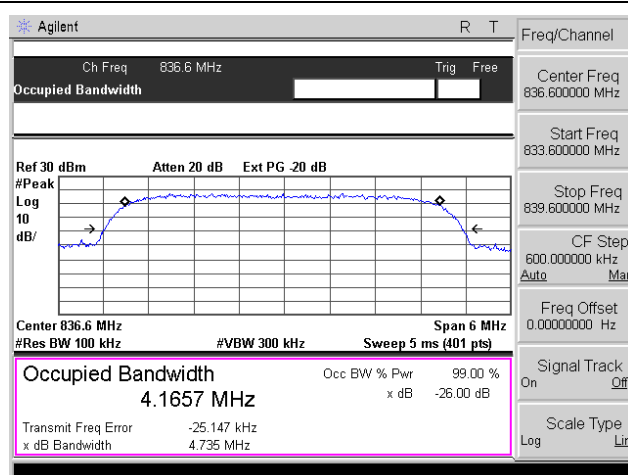 Agilent R T
Ch Freq 836.6 MHz Trig Free
Occupied Bandwidth
Ref 30 dBm Atten 20 dB Ext PG -20 dB
#Peak
Log
10
dB/
Center 836.6 MHz Span 6 MHz
#Res BW 100 kHz #VBW 300 kHz Sweep 5 ms (401 pts)
Occupied Bandwidth Occ BW % Pwr 99.00 %
4.1657 MHz x dB -26.00 dB
Transmit Freq Error -25.147 kHz
x dB Bandwidth 4.735 MHz
Freq/Channel
Center Freq
836.600000 MHz
Start Freq
833.600000 MHz
Stop Freq
839.600000 MHz
CF Step
600.000000 kHz
Auto Man
Freq Offset
0.00000000 Hz
Signal Track
On Off
Scale Type
Log Lin